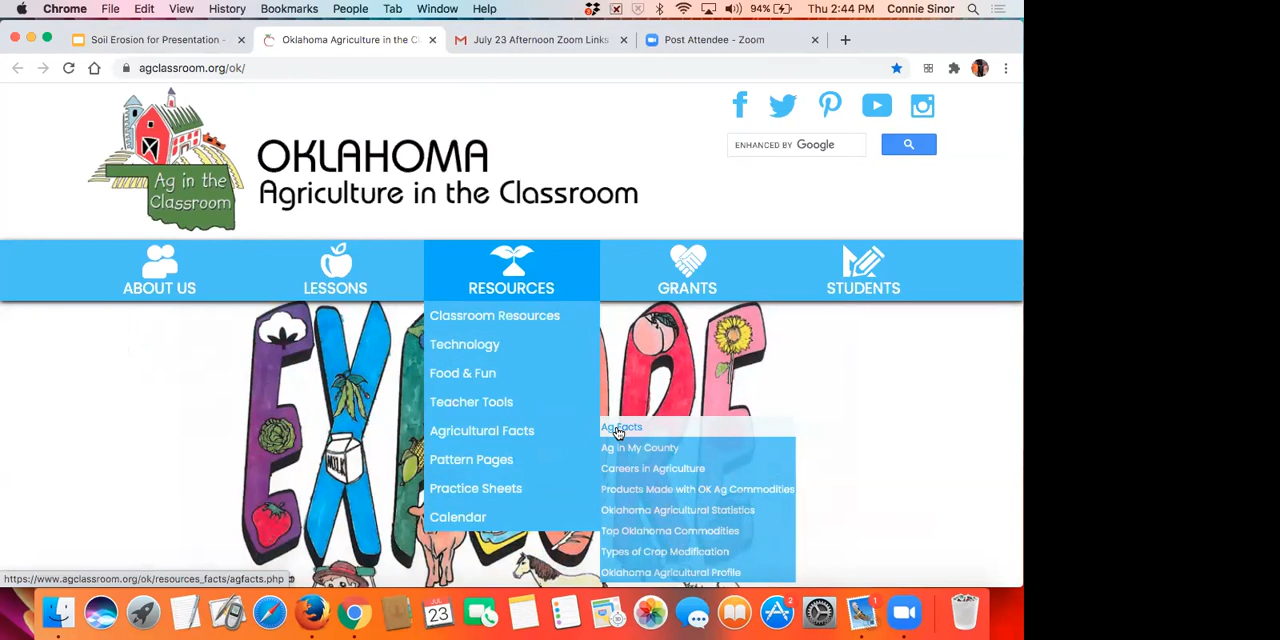 Chrome File Edit View History Bookmarks People Tab Window Help 94% Thu 2:44 PM Connie Sinor
Soil Erosion for Presentation - Oklahoma Agriculture in the C July 23 Afternoon Zoom Links Post Attendee - Zoom
agclassroom.org/ok/
Ag in the
Classroom
OKLAHOMA
Agriculture in the Classroom
ENHANCED BY Google
ABOUT US LESSONS RESOURCES GRANTS STUDENTS
Classroom Resources
Technology
Food & Fun
Teacher Tools
Agricultural Facts
Pattern Pages
Practice Sheets
Calendar
Ag Facts
Ag in My County
Careers in Agriculture
Products Made with OK Ag Commodities
Oklahoma Agricultural Statistics
Top Oklahoma Commodities
Types of Crop Modification
Oklahoma Agricultural Profile
MILK
https://www.agclassroom.org/ok/resources_facts/agfacts.php
JUL
23
2
1